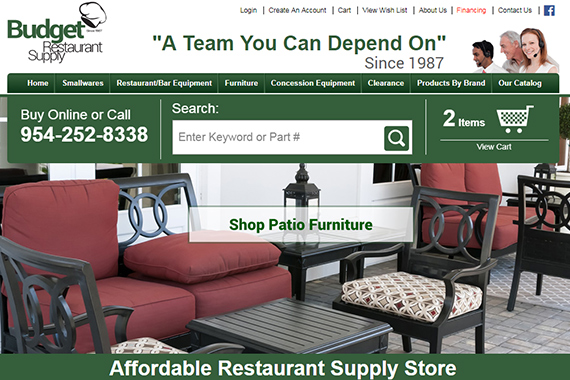 Login | Create An Account | Cart | View Wish List | About Us | Financing | Contact Us | f
Budget
Since 1987
Restaurant
Supply
"A Team You Can Depend On"
Since 1987
Home Smallwares Restaurant/Bar Equipment Furniture Concession Equipment Clearance Products By Brand Our Catalog
Buy Online or Call
954-252-8338
Search:
Enter Keyword or Part #
2 Items
View Cart
Shop Patio Furniture
Affordable Restaurant Supply Store